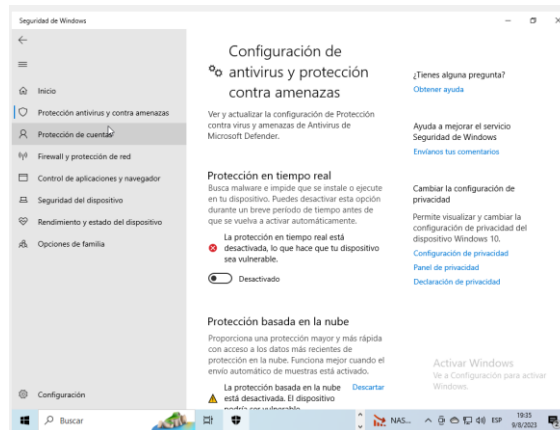 Seguridad de Windows
Inicio
Protección antivirus y contra amenazas
Protección de cuentas
Firewall y protección de red
Control de aplicaciones y navegador
Seguridad del dispositivo
Rendimiento y estado del dispositivo
Opciones de familia
Configuración
Configuración de
antivirus y protección
contra amenazas
Ver y actualizar la configuración de Protección
contra virus y amenazas de Antivirus de
Microsoft Defender.
Protección en tiempo real
Busca malware e impide que se instale o ejecute
en tu dispositivo. Puedes desactivar esta opción
durante un breve período de tiempo antes de
que se vuelva a activar automáticamente.
La protección en tiempo real está
desactivada, lo que hace que tu dispositivo
sea vulnerable.
Desactivado
Protección basada en la nube
Proporciona una protección mayor y más rápida
con acceso a los datos más recientes de
protección en la nube. Funciona mejor cuando el
envío automático de muestras está activado.
La protección basada en la nube Descartar
está desactivada. El dispositivo
podría ser vulnerable
¿Tienes alguna pregunta?
Obtener ayuda
Ayuda a mejorar el servicio
Seguridad de Windows
Envíanos tus comentarios
Cambiar la configuración de
privacidad
Permite visualizar y cambiar la
configuración de privacidad del
dispositivo Windows 10.
Configuración de privacidad
Panel de privacidad
Declaración de privacidad
Activar Windows
Ve a Configuración para activar
Windows.
Buscar
NAS...
ESP
19:35
9/8/2023